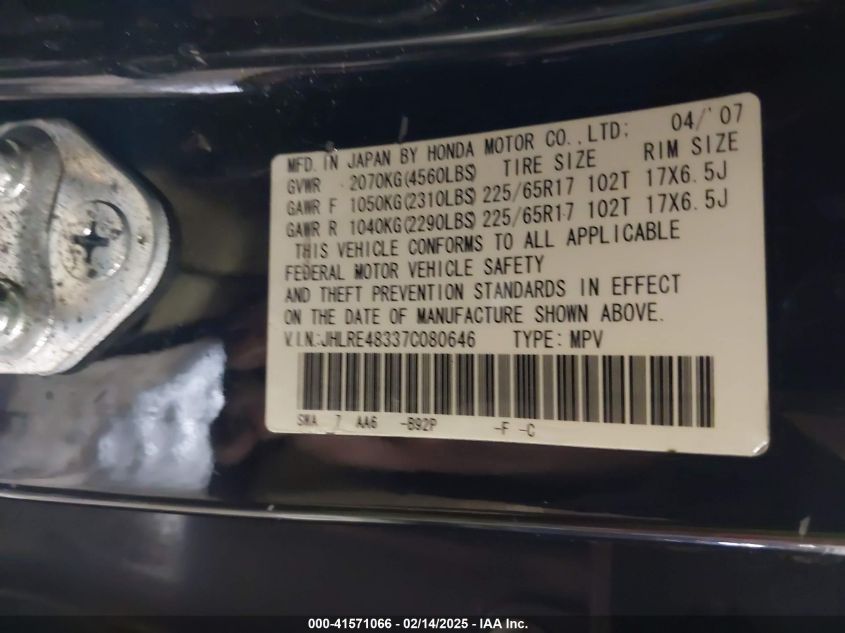 MFD. IN JAPAN BY HONDA MOTOR CO.,LTD; 04/'07
GVWR 2070KG(4560LBS) TIRE SIZE RIM SIZE
GAWR F 1050KG(2310LBS) 225/65R17 102T 17X6.5J
GAWR R 1040KG(2290LBS) 225/65R17 102T 17X6.5J
THIS VEHICLE CONFORMS TO ALL APPLICABLE
FEDERAL MOTOR VEHICLE SAFETY
AND THEFT PREVENTION STANDARDS IN EFFECT
ON THE DATE OF MANUFACTURE SHOWN ABOVE.
V.I.N.:JHLRE48337C080646 TYPE: MPV
SWA 7 AA6 -B92P -F -C
000-41571066 - 02/14/2025 - IAA Inc.